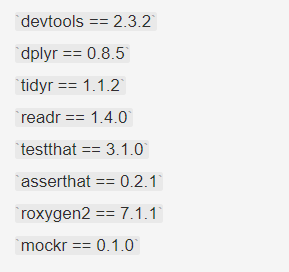 `devtools == 2.3.2`
`dplyr == 0.8.5`
`tidyr == 1.1.2`
`readr == 1.4.0`
`testthat == 3.1.0`
`asserthat == 0.2.1`
`roxygen2 == 7.1.1`
`mockr == 0.1.0`